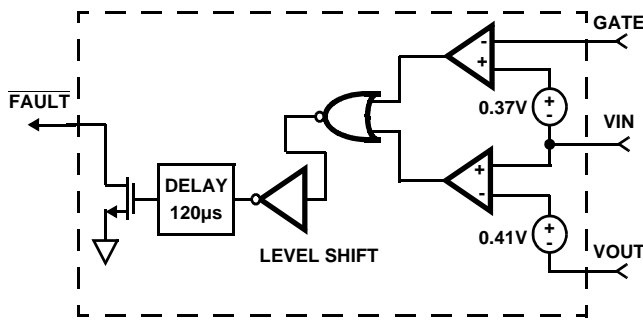 GATE
-
+
FAULT
+
-
0.37V
VIN
DELAY
120µs
+
-
LEVEL SHIFT
+
-
0.41V
VOUT